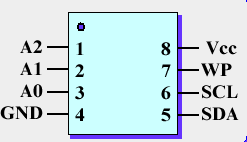 A2 1 8 Vcc
A1 2 7 WP
A0 3 6 SCL
GND 4 5 SDA